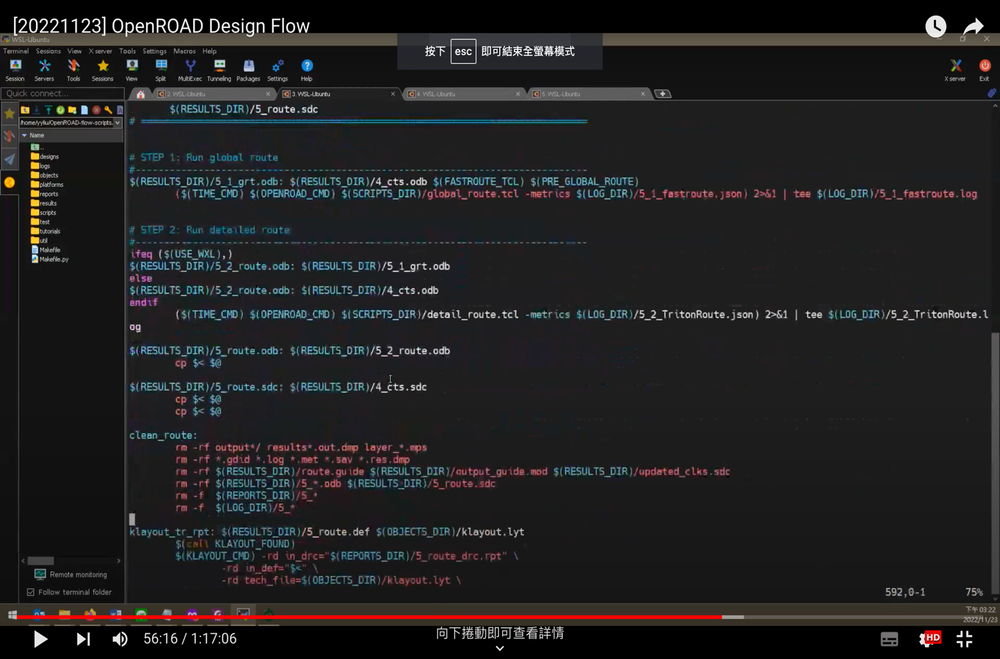 [20221123] OpenROAD Design Flow
WSL-Ubuntu
按下 esc 即可結束全螢幕模式
Terminal Sessions View X server Tools Settings Macros Help
Session Servers Tools Sessions View Split MultiExec Tunneling Packages Settings Help X server Exit
Quick connect...
2. WSL-Ubuntu
3. WSL-Ubuntu
4. WSL-Ubuntu
5. WSL-Ubuntu
/home/yyliu/OpenROAD-flow-scripts.
Name
..
designs
logs
objects
platforms
reports
results
scripts
test
tutorials
util
Makefile
Makefile.py
Remote monitoring
Follow terminal folder
$(RESULTS_DIR)/5_route.sdc
# ==============================================================================
# STEP 1: Run global route
#-------------------------------------------------------------------------------
$(RESULTS_DIR)/5_1_grt.odb: $(RESULTS_DIR)/4_cts.odb $(FASTROUTE_TCL) $(PRE_GLOBAL_ROUTE)
($(TIME_CMD) $(OPENROAD_CMD) $(SCRIPTS_DIR)/global_route.tcl -metrics $(LOG_DIR)/5_1_fastroute.json) 2>&1 | tee $(LOG_DIR)/5_1_fastroute.log
# STEP 2: Run detailed route
#-------------------------------------------------------------------------------
ifeq ($(USE_WXL),)
$(RESULTS_DIR)/5_2_route.odb: $(RESULTS_DIR)/5_1_grt.odb
else
$(RESULTS_DIR)/5_2_route.odb: $(RESULTS_DIR)/4_cts.odb
endif
($(TIME_CMD) $(OPENROAD_CMD) $(SCRIPTS_DIR)/detail_route.tcl -metrics $(LOG_DIR)/5_2_TritonRoute.json) 2>&1 | tee $(LOG_DIR)/5_2_TritonRoute.l
og
$(RESULTS_DIR)/5_route.odb: $(RESULTS_DIR)/5_2_route.odb
cp $< $@
$(RESULTS_DIR)/5_route.sdc: $(RESULTS_DIR)/4_cts.sdc
cp $< $@
cp $< $@
clean_route:
rm -rf output*/ results*.out.dmp layer_*.mps
rm -rf *.gdid *.log *.met *.sav *.res.dmp
rm -rf $(RESULTS_DIR)/route.guide $(RESULTS_DIR)/output_guide.mod $(RESULTS_DIR)/updated_clks.sdc
rm -rf $(RESULTS_DIR)/5_*.odb $(RESULTS_DIR)/5_route.sdc
rm -f $(REPORTS_DIR)/5_*
rm -f $(LOG_DIR)/5_*
klayout_tr_rpt: $(RESULTS_DIR)/5_route.def $(OBJECTS_DIR)/klayout.lyt
$(call KLAYOUT_FOUND)
$(KLAYOUT_CMD) -rd in_drc="$(REPORTS_DIR)/5_route_drc.rpt" \
-rd in_def="$<" \
-rd tech_file=$(OBJECTS_DIR)/klayout.lyt \
592,0-1 75%
下午 03:22
2022/11/23
56:16 / 1:17:06
向下捲動即可查看詳情
HD